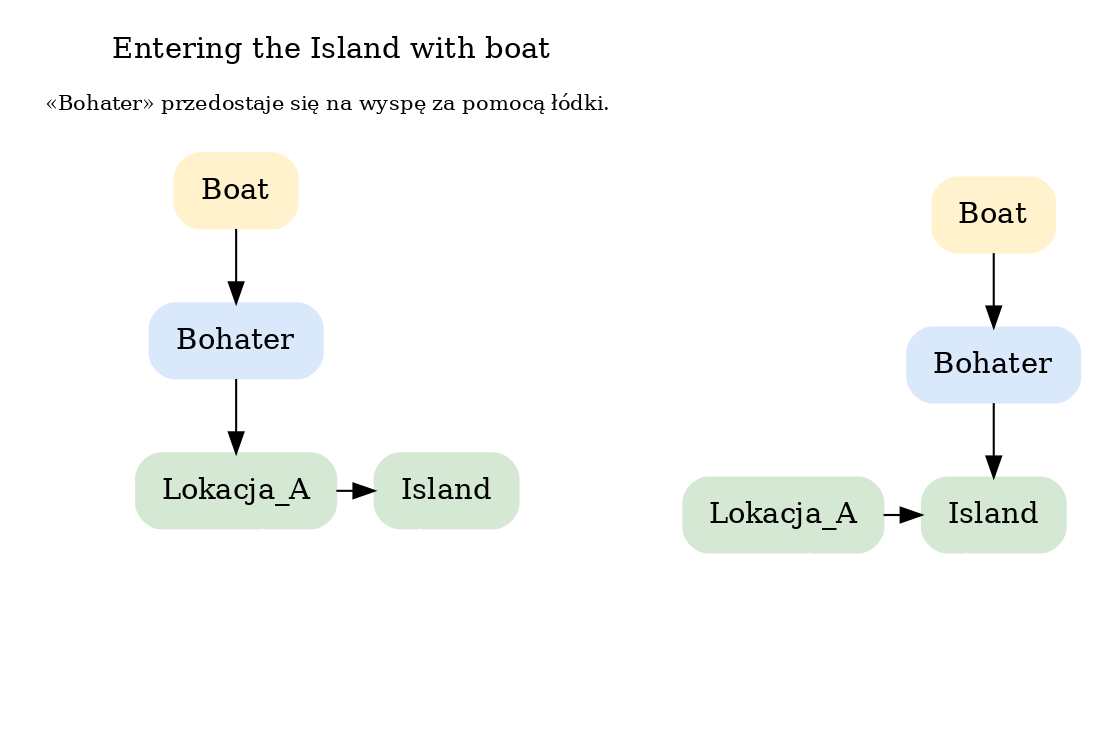 Entering the Island with boat
«Bohater» przedostaje się na wyspę za pomocą łódki.
Boat
Bohater
Lokacja_A
Island
Boat
Bohater
Lokacja_A
Island